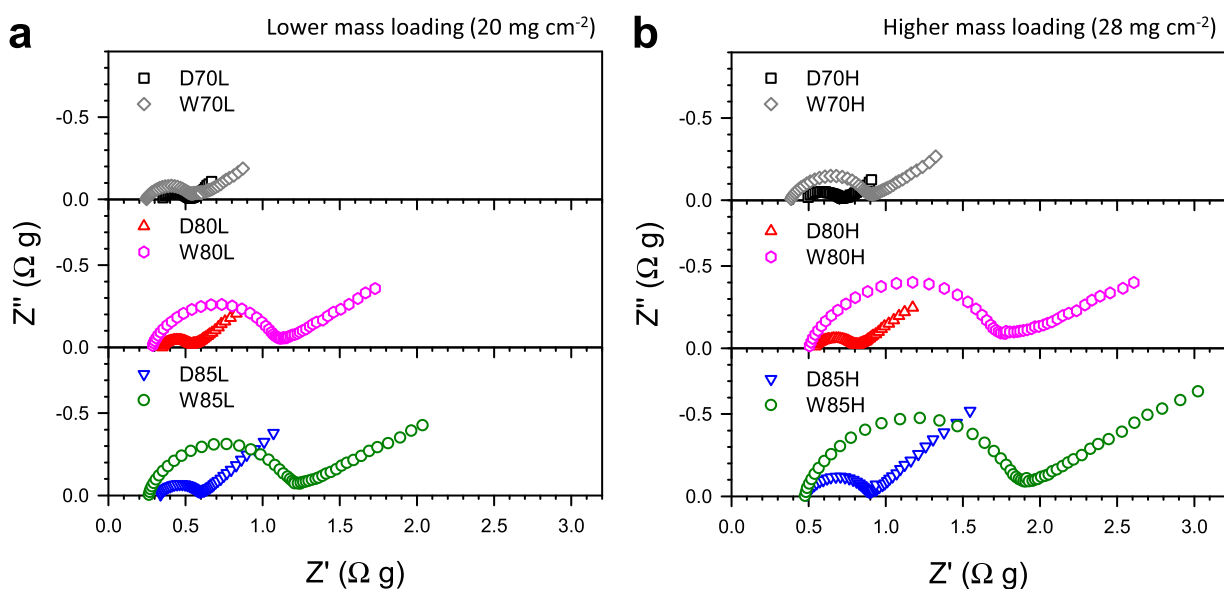 a
Lower mass loading (20 mg cm-2)
D70L
W70L
-0.5
0.0
D80L
W80L
-0.5
0.0
D85L
W85L
-0.5
0.0
0.0 0.5 1.0 1.5 2.0 2.5 3.0
Z' (Ω g)
Z'' (Ω g)
b
Higher mass loading (28 mg cm-2)
D70H
W70H
-0.5
0.0
D80H
W80H
-0.5
0.0
D85H
W85H
-0.5
0.0
0.0 0.5 1.0 1.5 2.0 2.5 3.0
Z' (Ω g)
Z'' (Ω g)